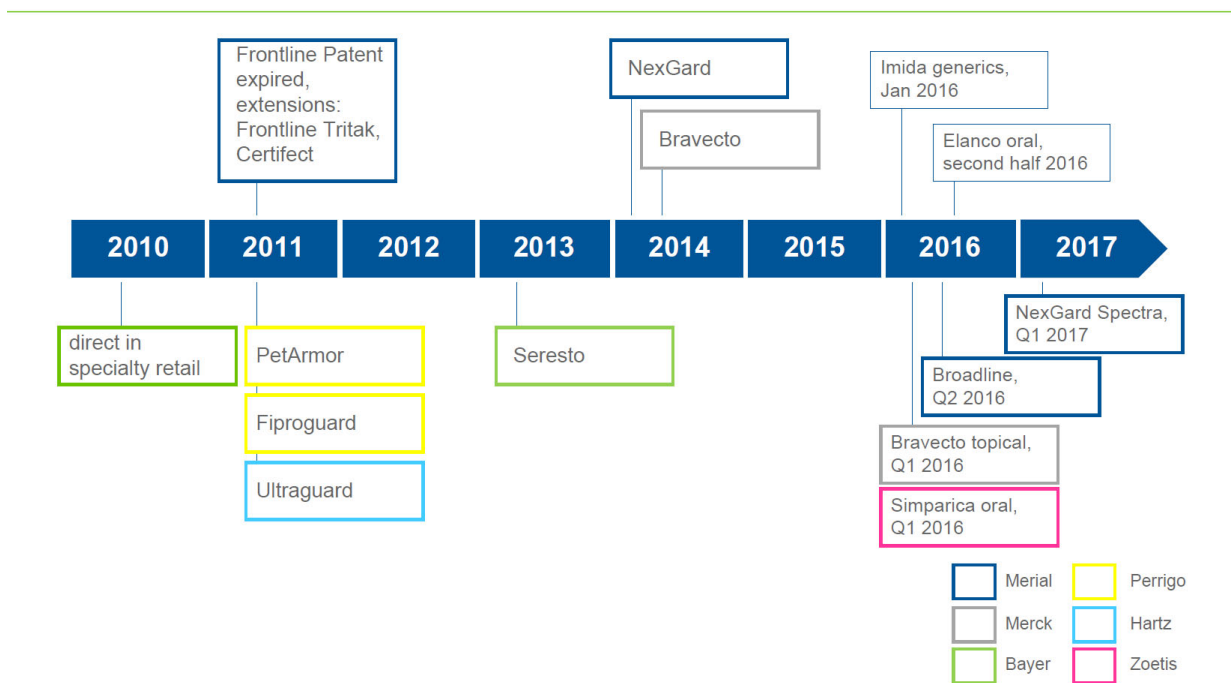 Frontline Patent
expired,
extensions:
Frontline Tritak,
Certifect
NexGard
Bravecto
Imida generics,
Jan 2016
Elanco oral,
second half 2016
2010
2011
2012
2013
2014
2015
2016
2017
direct in
specialty retail
PetArmor
Fiproguard
Ultraguard
Seresto
NexGard Spectra,
Q1 2017
Broadline,
Q2 2016
Bravecto topical,
Q1 2016
Simparica oral,
Q1 2016
Merial
Perrigo
Merck
Hartz
Bayer
Zoetis